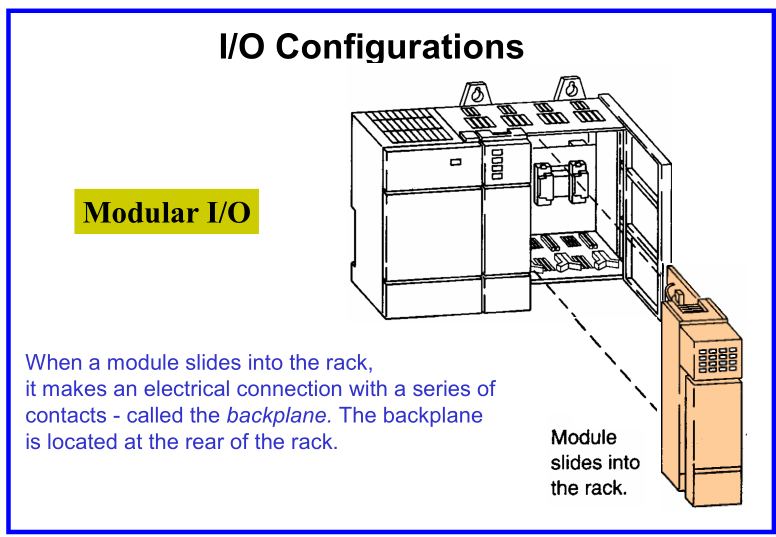 I/O Configurations
Modular I/O
When a module slides into the rack,
it makes an electrical connection with a series of
contacts - called the backplane. The backplane
is located at the rear of the rack.
Module
slides into
the rack.